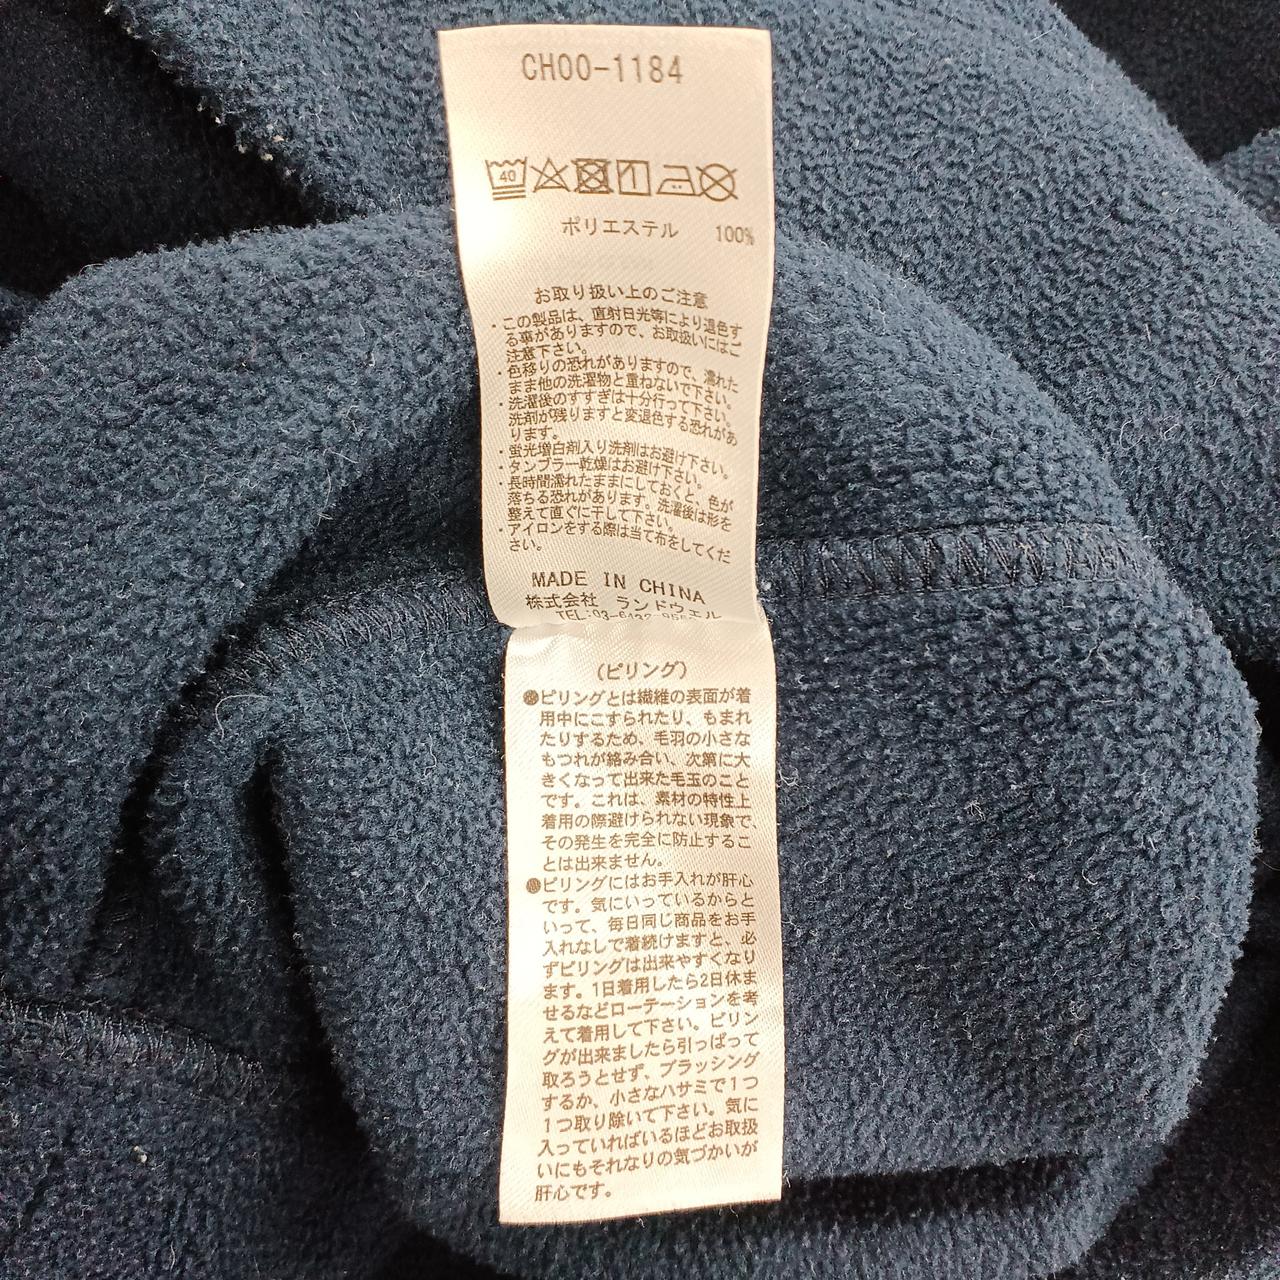 CH00-1184
40
ポリエステル 100%
お取り扱い上のご注意
・この製品は、直射日光等により退色す
る事がありますので、お取扱いにはご
注意下さい。
・色移りの恐れがありますので、濡れた
まま他の洗濯物と重ねないで下さい。
・洗濯後のすすぎは十分行って下さい。
洗剤が残りますと変退色する恐れがあ
ります。
・蛍光増白剤入り洗剤はお避け下さい。
・タンブラー乾燥はお避け下さい。
・長時間濡れたままにしておくと、色が
落ちる恐れがあります。洗濯後は形を
整えて直ぐに干して下さい。
・アイロンをする際は当て布をしてくだ
さい。
MADE IN CHINA
株式会社 ランドウエル
TEL:03-
(ピリング)
●ピリングとは繊維の表面が着
用中にこすられたり、もまれ
たりするため、毛羽の小さな
もつれが絡み合い、次第に大
きくなって出来た毛玉のこと
です。これは、素材の特性上
着用の際避けられない現象で、
その発生を完全に防止するこ
とは出来ません。
●ピリングにはお手入れが肝心
です。気にいっているからと
いって、毎日同じ商品をお手
入れなしで着続けますと、必
ずピリングは出来やすくなり
ます。1日着用したら2日休ま
せるなどローテーションを考
えて着用して下さい。ピリン
グが出来ましたら引っぱって
取ろうとせず、ブラッシング
するか、小さなハサミで1つ
1つ取り除いて下さい。気に
入っていればいるほどお取扱
いにもそれなりの気づかいが
肝心です。